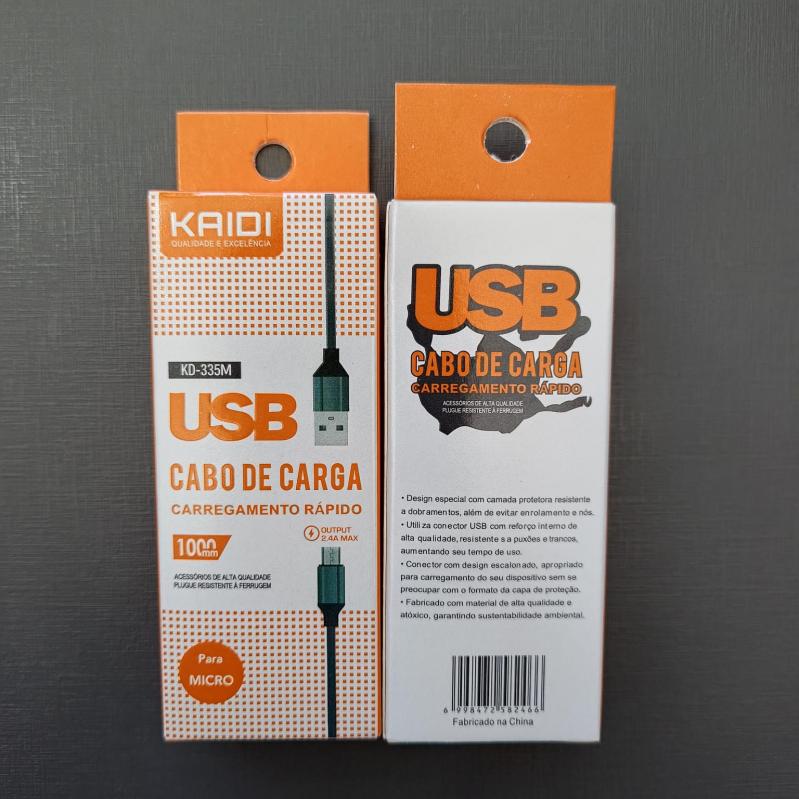 KAIDI
QUALIDADE E EXCELÊNCIA
KD-335M
USB
CABO DE CARGA
CARREGAMENTO RÁPIDO
1000mm
OUTPUT
2.4A MAX
ACESSÓRIOS DE ALTA QUALIDADE
PLUGUE RESISTENTE À FERRUGEM
Para
MICRO
USB
CABO DE CARGA
CARREGAMENTO RÁPIDO
ACESSÓRIOS DE ALTA QUALIDADE
PLUGUE RESISTENTE À FERRUGEM
• Design especial com camada protetora resistente
a dobramentos, além de evitar enrolamento e nós.
• Utiliza conector USB com reforço interno de
alta qualidade, resistente s a puxões e trancos,
aumentando seu tempo de uso.
• Conector com design escalonado, apropriado
para carregamento do seu dispositivo sem se
preocupar com o formato da capa de proteção.
• Fabricado com material de alta qualidade e
atóxico, garantindo sustentabilidade ambiental.
6 998472 582466
Fabricado na China